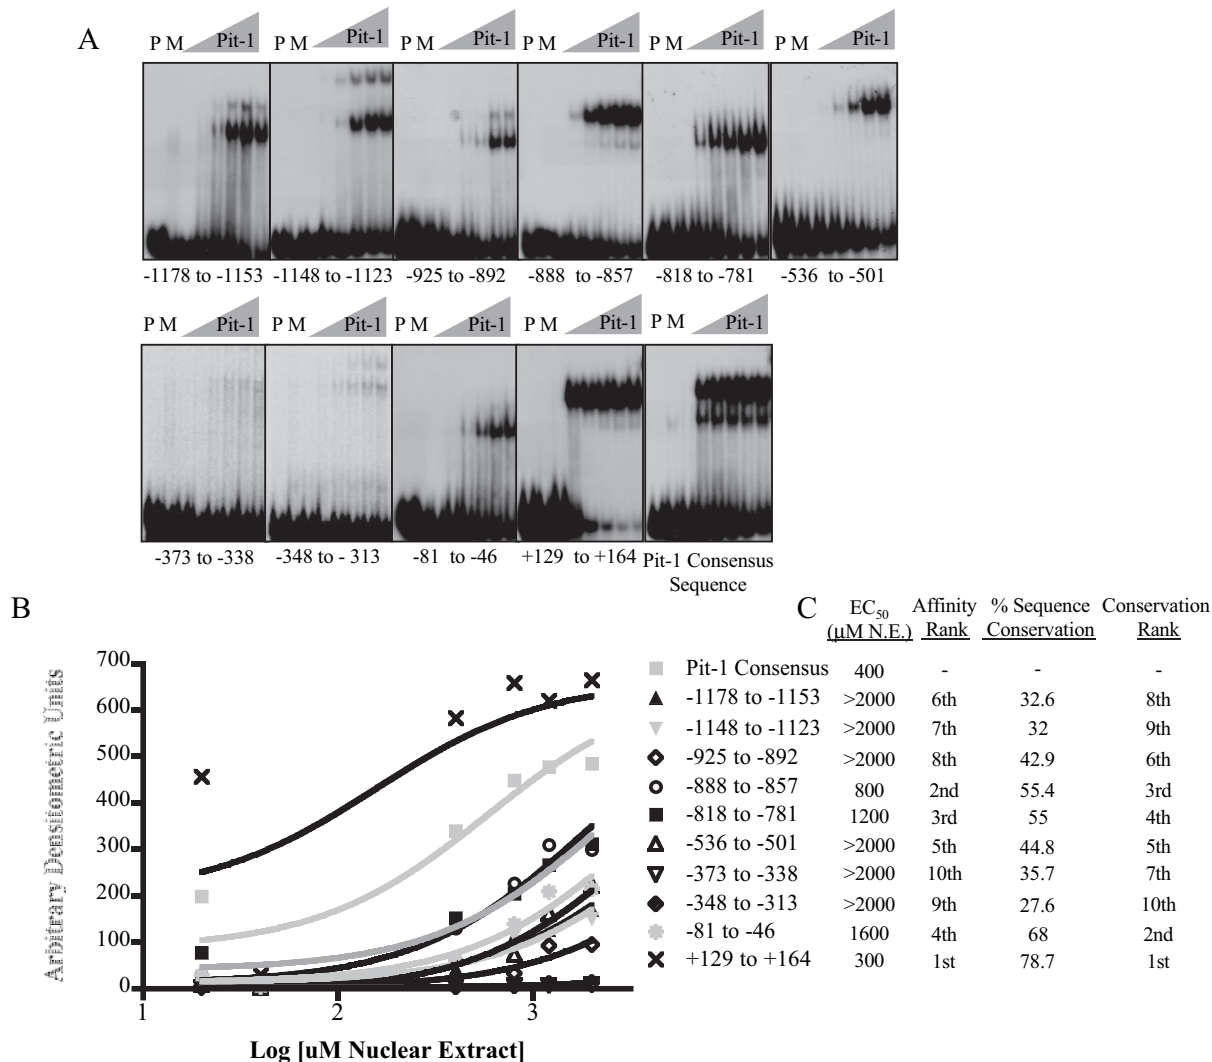 A
P M Pit-1 P M Pit-1 P M Pit-1 P M Pit-1 P M Pit-1 P M Pit-1
-1178 to -1153 -1148 to -1123 -925 to -892 -888 to -857 -818 to -781 -536 to -501
P M Pit-1 P M Pit-1 P M Pit-1 P M Pit-1 P M Pit-1
-373 to -338 -348 to - 313 -81 to -46 +129 to +164 Pit-1 Consensus
Sequence
B
Arbitrary Densitometric Units
700
600
500
400
300
200
100
0
1 2 3
Log [uM Nuclear Extract]
C
EC50 Affinity % Sequence Conservation
(μM N.E.) Rank Conservation Rank
Pit-1 Consensus 400 - - -
-1178 to -1153 >2000 6th 32.6 8th
-1148 to -1123 >2000 7th 32 9th
-925 to -892 >2000 8th 42.9 6th
-888 to -857 800 2nd 55.4 3rd
-818 to -781 1200 3rd 55 4th
-536 to -501 >2000 5th 44.8 5th
-373 to -338 >2000 10th 35.7 7th
-348 to -313 >2000 9th 27.6 10th
-81 to -46 1600 4th 68 2nd
+129 to +164 300 1st 78.7 1st